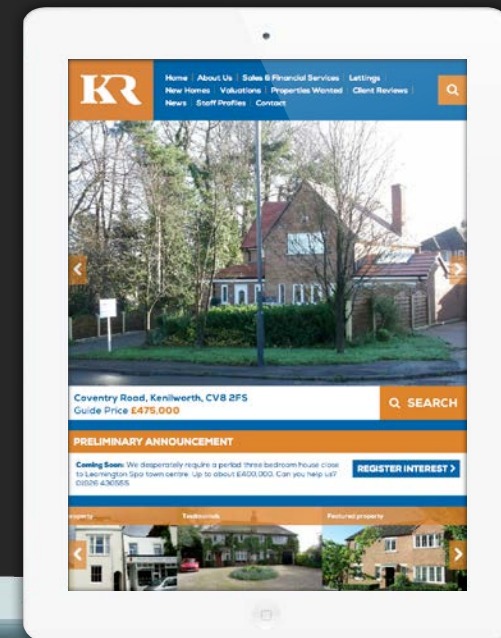 KR
Home | About Us | Sales & Financial Services | Lettings
New Homes | Valuations | Properties Wanted | Client Reviews |
News | Staff Profiles | Contact
Coventry Road, Kenilworth, CV8 2FS
Guide Price £475,000
SEARCH
PRELIMINARY ANNOUNCEMENT
Coming Soon: We desperately require a period three bedroom house close
to Leamington Spa town centre. Up to about £400,000. Can you help us?
01926 430555
REGISTER INTEREST >
Testimonials
Featured property